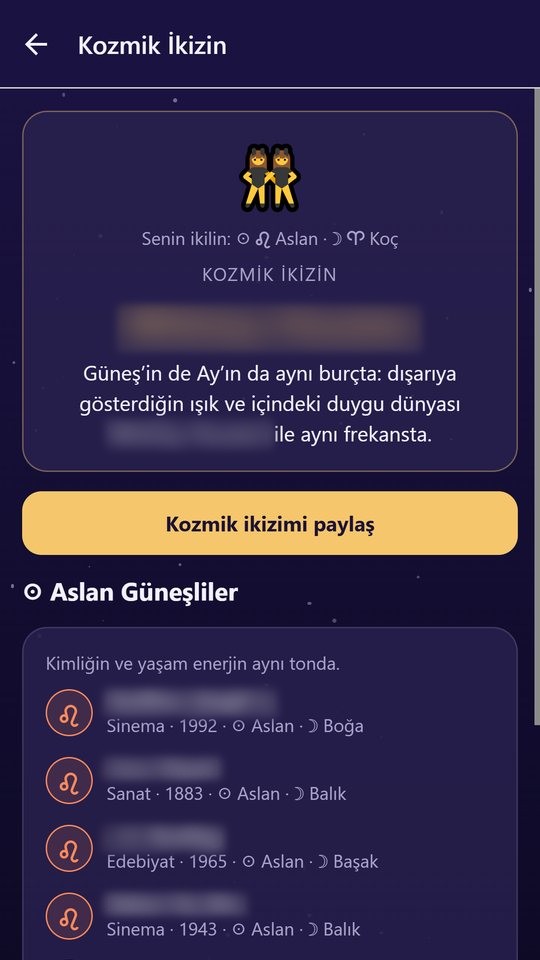 Kozmik İkizin
Senin ikilin: ☉ ♌ Aslan · ☽ ♈ Koç
KOZMİK İKİZİN
Güneş'in de Ay'ın da aynı burçta: dışarıya
gösterdiğin ışık ve içindeki duygu dünyası
ile aynı frekansta.
Kozmik ikizimi paylaş
☉ Aslan Güneşliler
Kimliğin ve yaşam enerjin aynı tonda.
Sinema · 1992 · ☉ Aslan · ☽ Boğa
Sanat · 1883 · ☉ Aslan · ☽ Balık
Edebiyat · 1965 · ☉ Aslan · ☽ Başak
Sinema · 1943 · ☉ Aslan · ☽ Balık